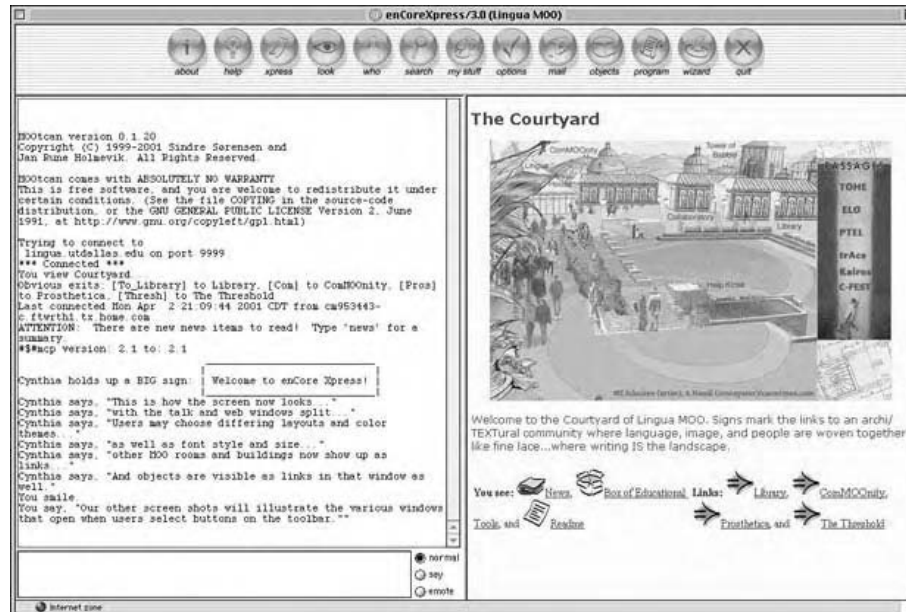 enCoreXpress/3.0 (Lingua MOO)
about help xpress look who search my stuff options mail objects program wizard quit
MOOtcan version 0.1.20
Copyright (C) 1999-2001 Sindre Sørensen and
Jan Rune Holmevik. All Rights Reserved.
MOOtcan comes with ABSOLUTELY NO WARRANTY
This is free software, and you are welcome to redistribute it under
certain conditions. (See the file COPYING in the source-code
distribution, or the GNU GENERAL PUBLIC LICENSE Version 2, June
1991, at http://www.gnu.org/copyleft/gpl.html)
Trying to connect to
lingua.utdallas.edu on port 9999
*** Connected ***
You view Courtyard...
Obvious exits: [To_Library] to Library, [Com] to ComMOOnity, [Pros]
to Prosthetica, [Thresh] to The Threshold
Last connected Mon Apr 2 21:09:44 2001 CDT from cm953443-
c.ftwrth1.tx.home.com
ATTENTION: There are new news items to read! Type 'news' for a
summary.
*$#mcp version: 2.1 to: 2.1
Cynthia holds up a BIG sign: Welcome to enCore Xpress!
Cynthia says, "This is how the screen now looks..."
Cynthia says, "with the talk and web windows split..."
Cynthia says, "Users may choose differing layouts and color
themes..."
Cynthia says, "as well as font style and size..."
Cynthia says, "other MOO rooms and buildings now show up as
links..."
Cynthia says, "And objects are visible as links in that window as
well."
You smile.
You say, "Our other screen shots will illustrate the various windows
that open when users select buttons on the toolbar.""
normal
say
emote
Internet zone
The Courtyard
ComMOOnity
Tower of
Collaboratory
Library
Help Kiosk
PASSAGES
TOHE
ELO
PTEL
trAce
Kairos
C-FEST
Welcome to the Courtyard of Lingua MOO. Signs mark the links to an archi/
TEXTural community where language, image, and people are woven together
like fine lace...where writing IS the landscape.
You see: News, Box of Educational Links: Library, ComMOOnity,
Tools, and Readme Prosthetica, and The Threshold